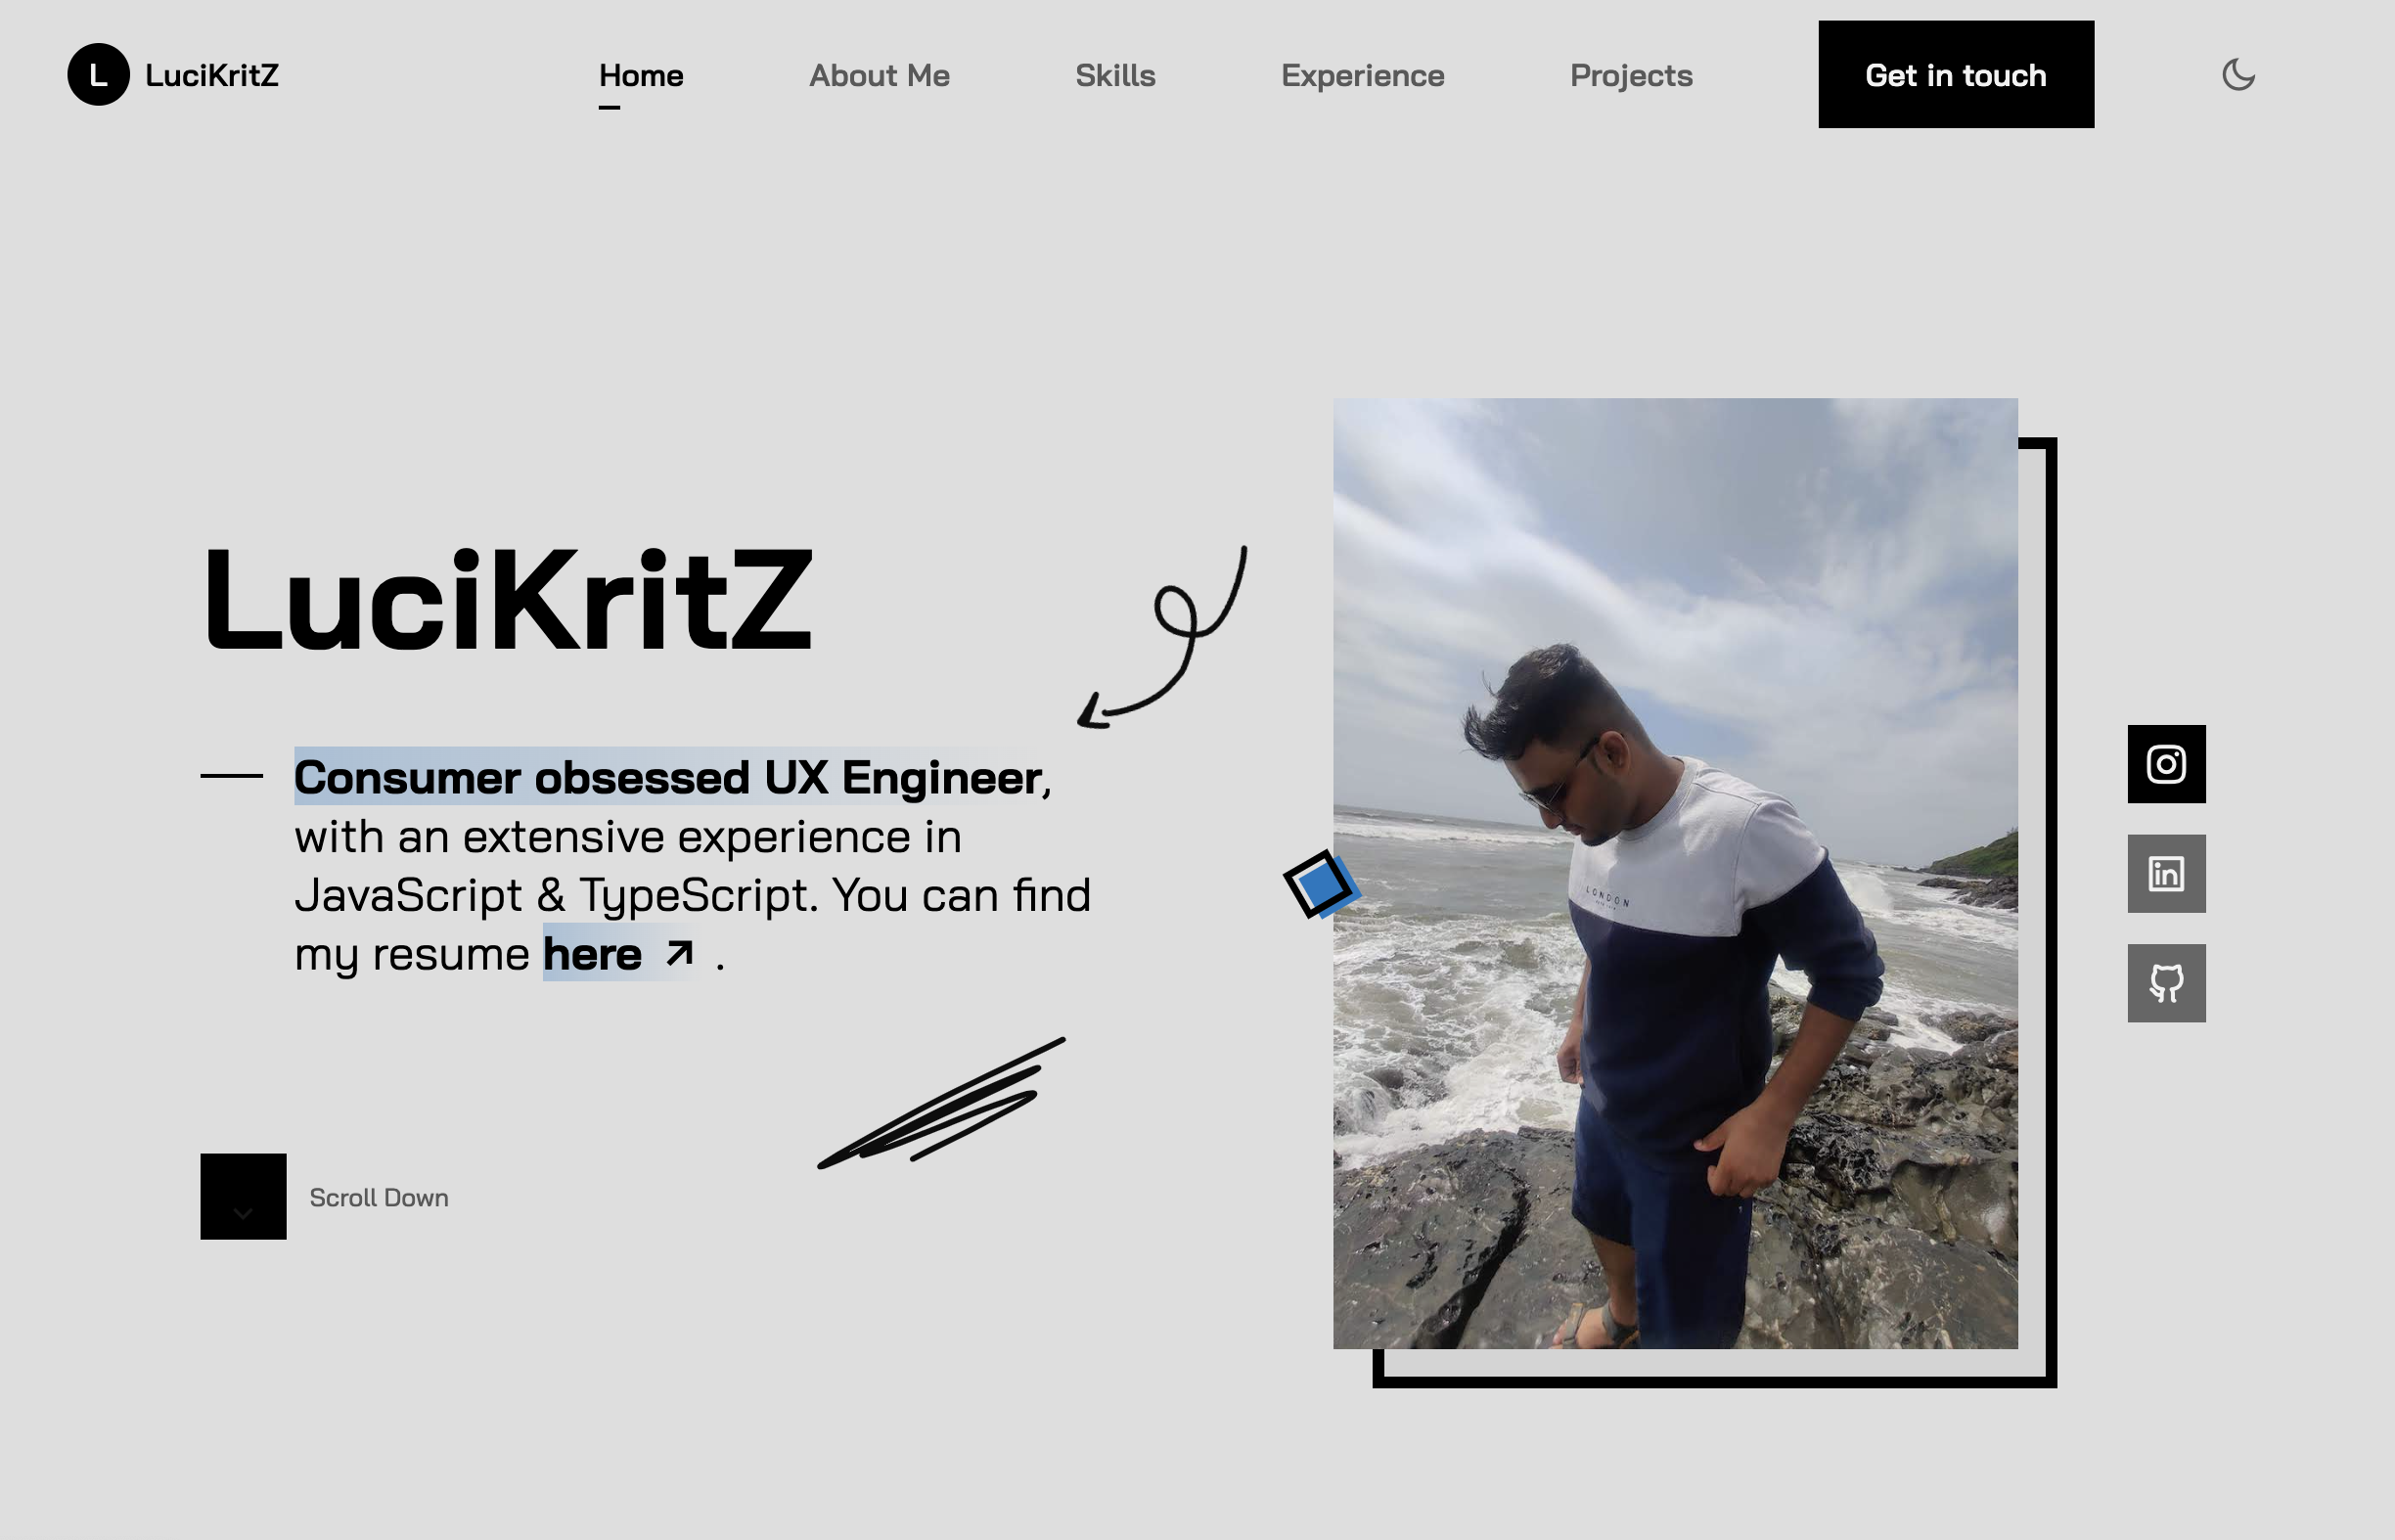 L LuciKritZ
Home About Me Skills Experience Projects Get in touch
LuciKritZ
Consumer obsessed UX Engineer,
with an extensive experience in
JavaScript & TypeScript. You can find
my resume here ↗ .
LONDON
in
Scroll Down